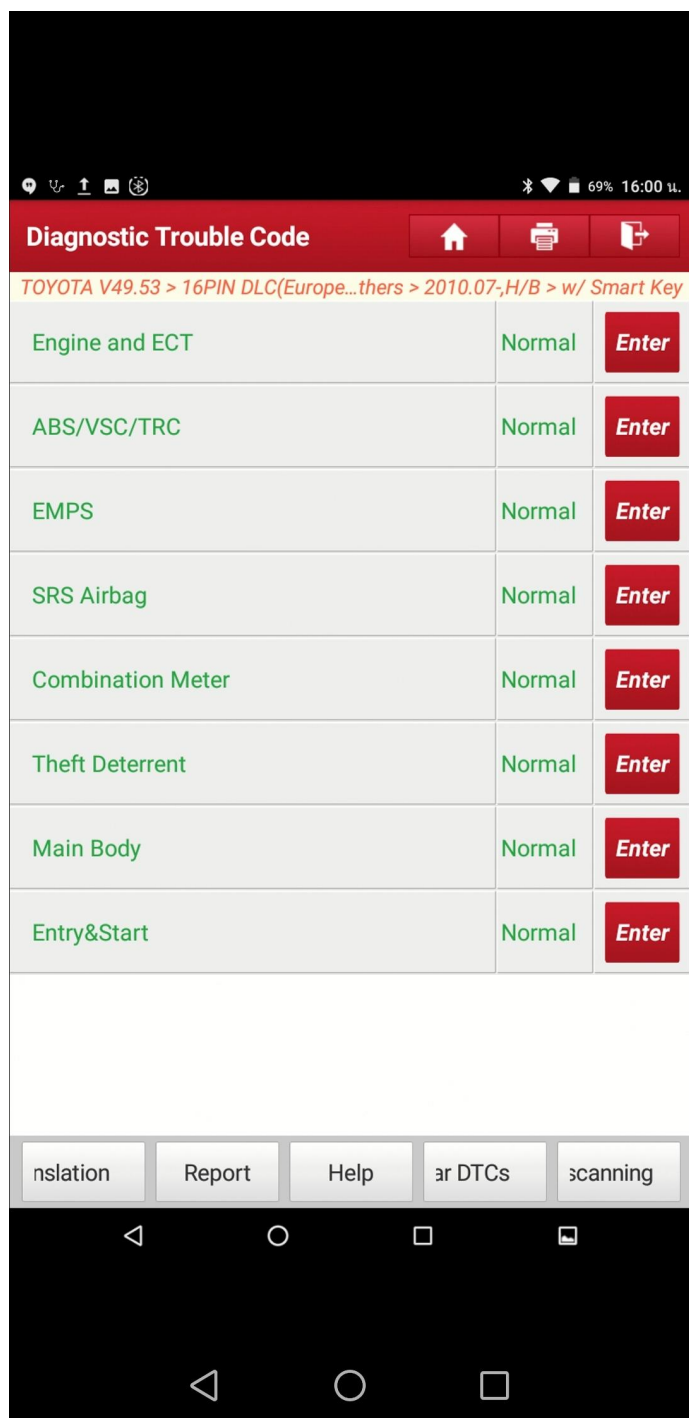 69% 16:00 น.
Diagnostic Trouble Code
TOYOTA V49.53 > 16PIN DLC(Europe...thers > 2010.07-,H/B > w/ Smart Key
Engine and ECT Normal Enter
ABS/VSC/TRC Normal Enter
EMPS Normal Enter
SRS Airbag Normal Enter
Combination Meter Normal Enter
Theft Deterrent Normal Enter
Main Body Normal Enter
Entry&Start Normal Enter
nslation Report Help ar DTCs scanning